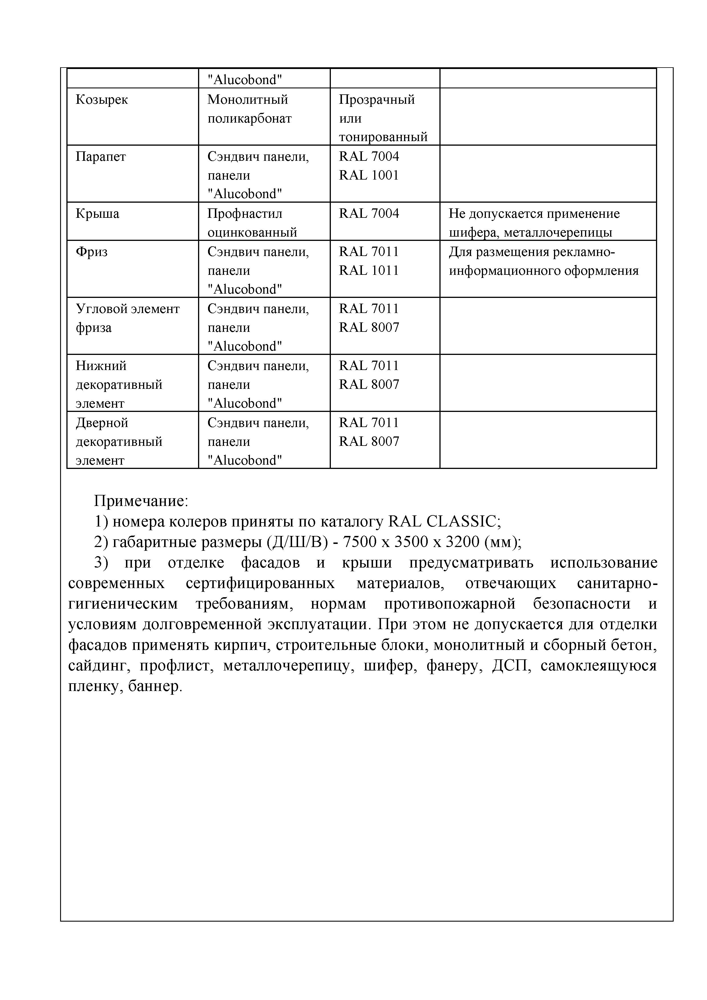 "Alucobond"
Козырек Монолитный Прозрачный
поликарбонат или
тонированный
Парапет Сэндвич панели, RAL 7004
панели RAL 1001
"Alucobond"
Крыша Профнастил RAL 7004 Не допускается применение
оцинкованный шифера, металлочерепицы
Фриз Сэндвич панели, RAL 7011 Для размещения рекламно-
панели RAL 1011 информационного оформления
"Alucobond"
Угловой элемент Сэндвич панели, RAL 7011
фриза панели RAL 8007
"Alucobond"
Нижний Сэндвич панели, RAL 7011
декоративный панели RAL 8007
элемент "Alucobond"
Дверной Сэндвич панели, RAL 7011
декоративный панели RAL 8007
элемент "Alucobond"
Примечание:
1) номера колеров приняты по каталогу RAL CLASSIC;
2) габаритные размеры (Д/Ш/В) - 7500 x 3500 x 3200 (мм);
3) при отделке фасадов и крыши предусматривать использование
современных сертифицированных материалов, отвечающих санитарно-
гигиеническим требованиям, нормам противопожарной безопасности и
условиям долговременной эксплуатации. При этом не допускается для отделки
фасадов применять кирпич, строительные блоки, монолитный и сборный бетон,
сайдинг, профлист, металлочерепицу, шифер, фанеру, ДСП, самоклеящуюся
пленку, баннер.